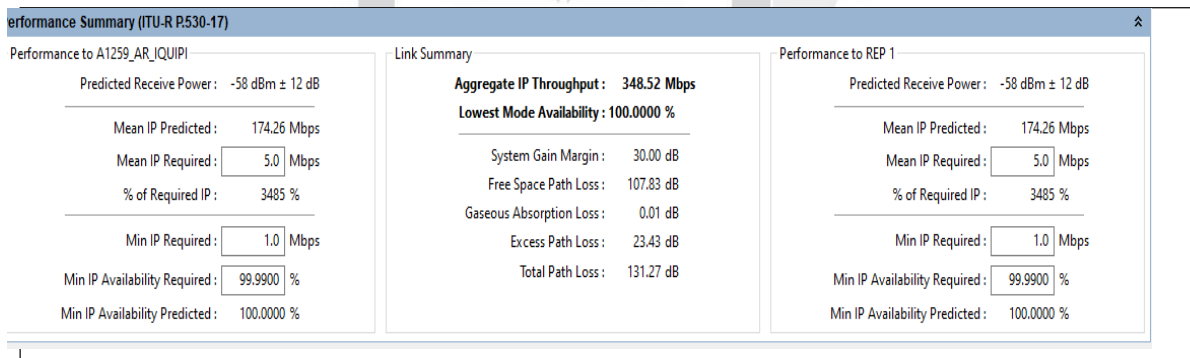 erformance Summary (ITU-R P.530-17)
Performance to A1259_AR_IQUIPI
Predicted Receive Power : -58 dBm ± 12 dB
Mean IP Predicted : 174.26 Mbps
Mean IP Required : 5.0 Mbps
% of Required IP : 3485 %
Min IP Required : 1.0 Mbps
Min IP Availability Required : 99.9900 %
Min IP Availability Predicted : 100.0000 %
Link Summary
Aggregate IP Throughput : 348.52 Mbps
Lowest Mode Availability : 100.0000 %
System Gain Margin : 30.00 dB
Free Space Path Loss : 107.83 dB
Gaseous Absorption Loss : 0.01 dB
Excess Path Loss : 23.43 dB
Total Path Loss : 131.27 dB
Performance to REP 1
Predicted Receive Power : -58 dBm ± 12 dB
Mean IP Predicted : 174.26 Mbps
Mean IP Required : 5.0 Mbps
% of Required IP : 3485 %
Min IP Required : 1.0 Mbps
Min IP Availability Required : 99.9900 %
Min IP Availability Predicted : 100.0000 %